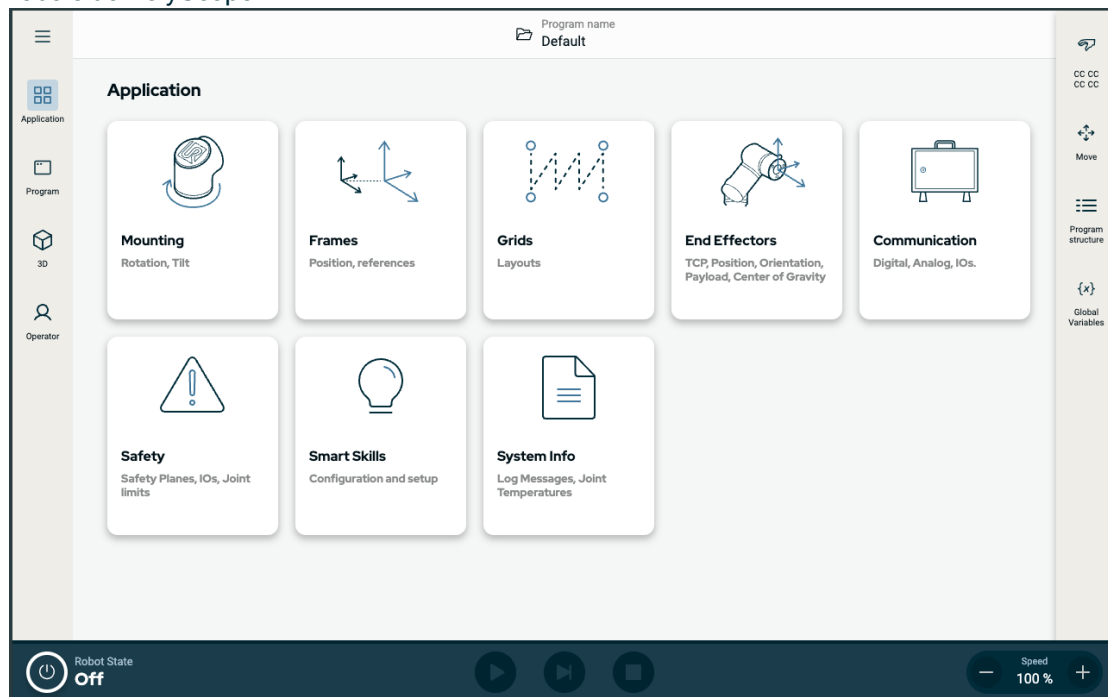 Program name
Default
CC CC
CC CC
Application
Application
Program
3D
Operator
Move
Program
structure
{x}
Global
Variables
Mounting
Rotation, Tilt
Frames
Position, references
Grids
Layouts
End Effectors
TCP, Position, Orientation,
Payload, Center of Gravity
Communication
Digital, Analog, IOs.
Safety
Safety Planes, IOs, Joint
limits
Smart Skills
Configuration and setup
System Info
Log Messages, Joint
Temperatures
Robot State
Off
Speed
100 %